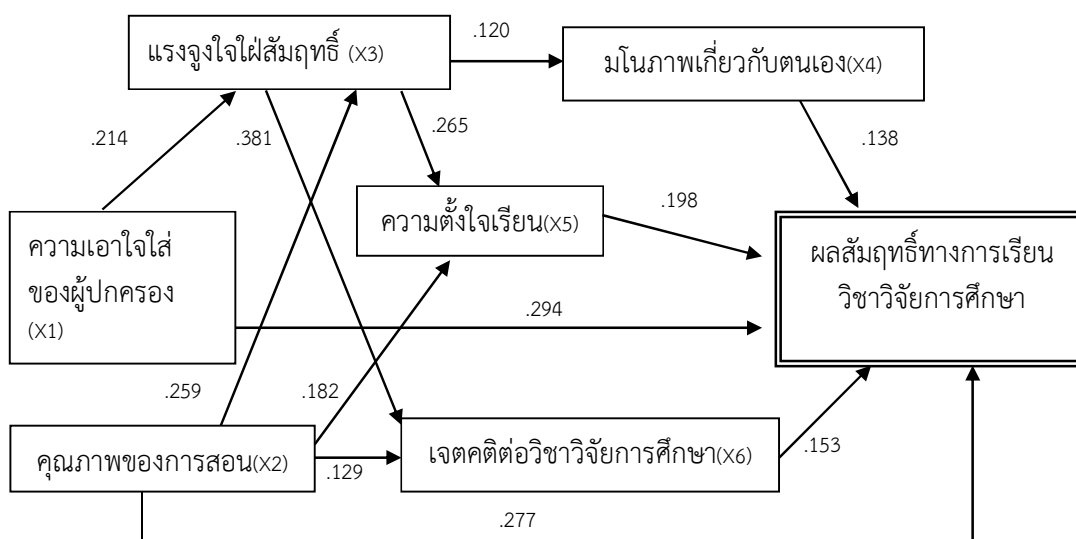 แรงจูงใจใฝ่สัมฤทธิ์ (X3)
.120
มโนภาพเกี่ยวกับตนเอง(X4)
.214
.381
.265
.138
ความตั้งใจเรียน(X5)
.198
ความเอาใจใส่
ของผู้ปกครอง
(X1)
ผลสัมฤทธิ์ทางการเรียน
วิชาวิจัยการศึกษา
.294
.259
.182
คุณภาพของการสอน(X2)
.129
เจตคติต่อวิชาวิจัยการศึกษา(X6)
.153
.277